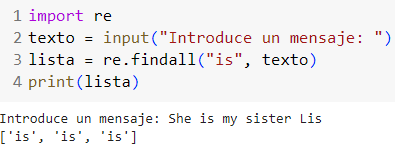 1 import re
2 texto = input("Introduce un mensaje: ")
3 lista = re.findall("is", texto)
4 print(lista)
Introduce un mensaje: She is my sister Lis
['is', 'is', 'is']